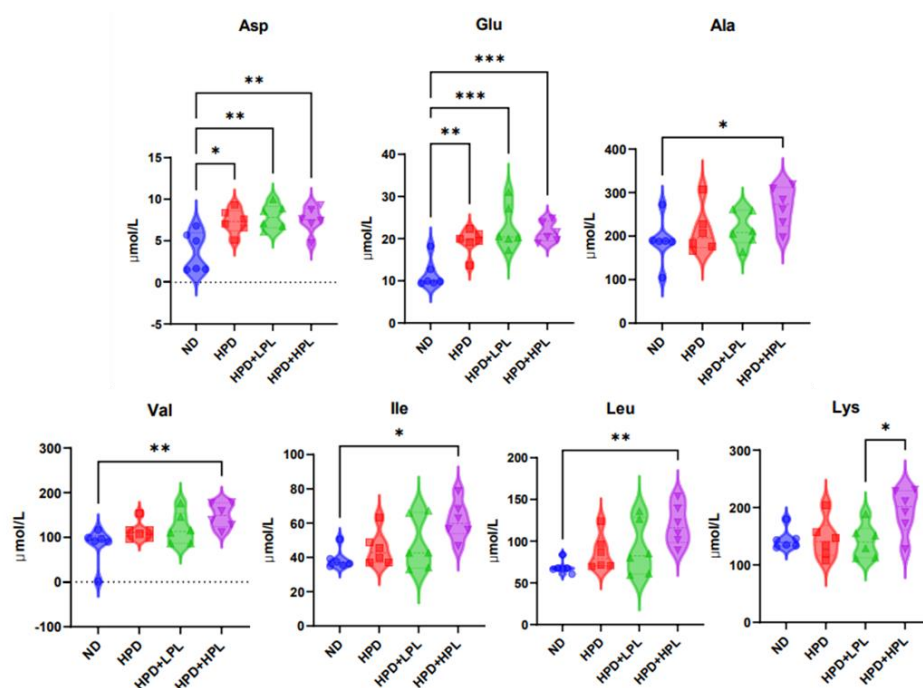 Asp
**
**
*
15
10
5
0
-5
μmol/L
ND
HPD
HPD+LPL
HPD+HPL
Glu
***
***
**
40
30
20
10
0
μmol/L
ND
HPD
HPD+LPL
HPD+HPL
Ala
*
400
300
200
100
0
μmol/L
ND
HPD
HPD+LPL
HPD+HPL
Val
**
300
200
100
0
-100
μmol/L
ND
HPD
HPD+LPL
HPD+HPL
Ile
*
100
80
60
40
20
0
μmol/L
ND
HPD
HPD+LPL
HPD+HPL
Leu
**
200
150
100
50
0
μmol/L
ND
HPD
HPD+LPL
HPD+HPL
Lys
*
300
200
100
0
μmol/L
ND
HPD
HPD+LPL
HPD+HPL